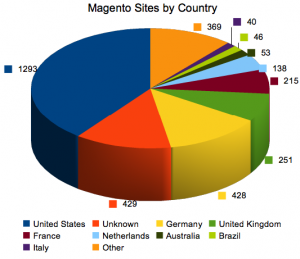 Magento Sites by Country
369
40
46
53
1293
138
215
251
428
429
United States Unknown Germany United Kingdom
France Netherlands Australia Brazil
Italy Other